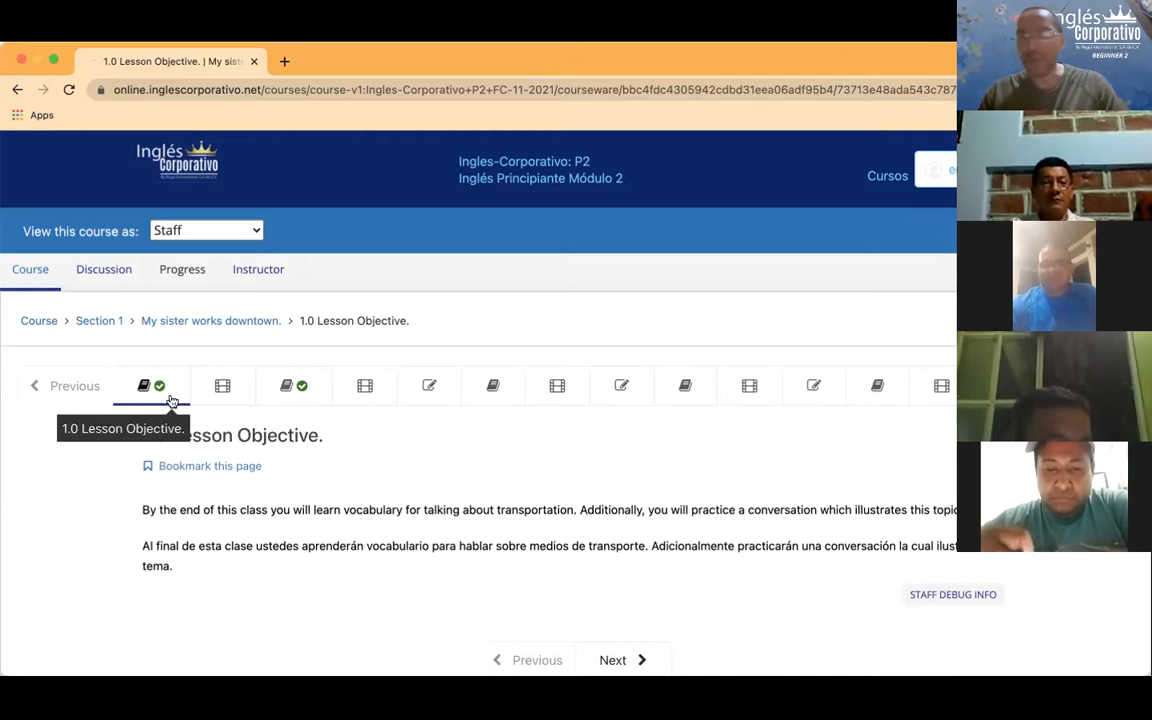 1.0 Lesson Objective. | My sist
online.inglescorporativo.net/courses/course-v1:Ingles-Corporativo+P2+FC-11-2021/courseware/bbc4fdc4305942cdbd31eea06adf95b4/73713e48ada543c787
Apps
Inglés
Corporativo
Ingles-Corporativo: P2
Inglés Principiante Módulo 2
Cursos
e
View this course as:
Staff
Course
Discussion
Progress
Instructor
Course > Section 1 > My sister works downtown. > 1.0 Lesson Objective.
Previous
1.0 Lesson Objective.
esson Objective.
Bookmark this page
By the end of this class you will learn vocabulary for talking about transportation. Additionally, you will practice a conversation which illustrates this topi
Al final de esta clase ustedes aprenderán vocabulario para hablar sobre medios de transporte. Adicionalmente practicarán una conversación la cual ilust
tema.
STAFF DEBUG INFO
Previous
Next
nglés
Corporativo
BEGINNER 2